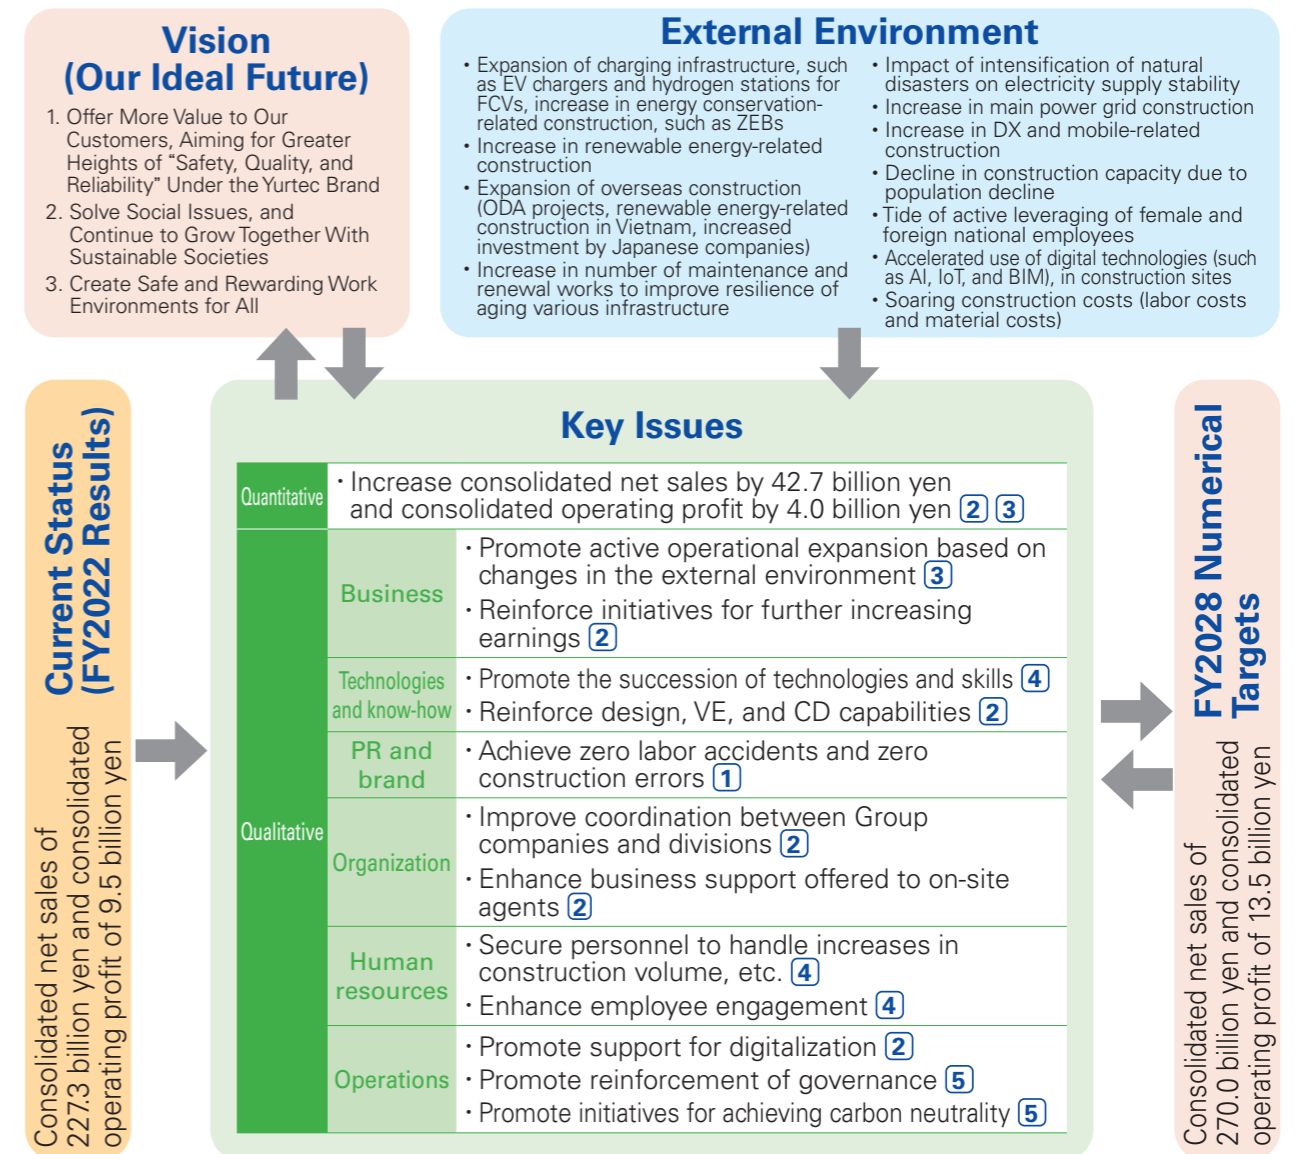 Vision
(Our Ideal Future)
1. Offer More Value to Our
Customers, Aiming for Greater
Heights of “Safety, Quality, and
Reliability” Under the Yurtec Brand
2. Solve Social Issues, and
Continue to Grow Together With
Sustainable Societies
3. Create Safe and Rewarding Work
Environments for All
External Environment
・Expansion of charging infrastructure, such
as EV chargers and hydrogen stations for
FCVs, increase in energy conservation-
related construction, such as ZEBs
・Increase in renewable energy-related
construction
・Expansion of overseas construction
(ODA projects, renewable energy-related
construction in Vietnam, increased
investment by Japanese companies)
・Increase in number of maintenance and
renewal works to improve resilience of
aging various infrastructure
・Impact of intensification of natural
disasters on electricity supply stability
・Increase in main power grid construction
・Increase in DX and mobile-related
construction
・Decline in construction capacity due to
population decline
・Tide of active leveraging of female and
foreign national employees
・Accelerated use of digital technologies (such
as AI, IoT, and BIM), in construction sites
・Soaring construction costs (labor costs
and material costs)
Current Status
(FY2022 Results)
Consolidated net sales of
227.3 billion yen and consolidated
operating profit of 9.5 billion yen
Key Issues
Quantitative
・Increase consolidated net sales by 42.7 billion yen
and consolidated operating profit by 4.0 billion yen 2 3
Qualitative
Business
・Promote active operational expansion based on
changes in the external environment 3
・Reinforce initiatives for further increasing
earnings 2
Technologies
and know-how
・Promote the succession of technologies and skills 4
・Reinforce design, VE, and CD capabilities 2
PR and
brand
・Achieve zero labor accidents and zero
construction errors 1
Organization
・Improve coordination between Group
companies and divisions 2
・Enhance business support offered to on-site
agents 2
Human
resources
・Secure personnel to handle increases in
construction volume, etc. 4
・Enhance employee engagement 4
Operations
・Promote support for digitalization 2
・Promote reinforcement of governance 5
・Promote initiatives for achieving carbon neutrality 5
FY2028 Numerical
Targets
Consolidated net sales of
270.0 billion yen and consolidated
operating profit of 13.5 billion yen